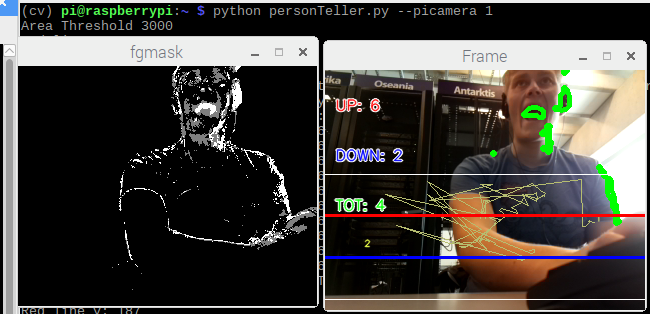 (cv) pi@raspberrypi:~ $ python personTeller.py --picamera 1
Area Threshold 3000
fgmask
Frame
Oceania
Antarktis
UP: 6
DOWN: 2
TOT: 4
2
Red line y: 187